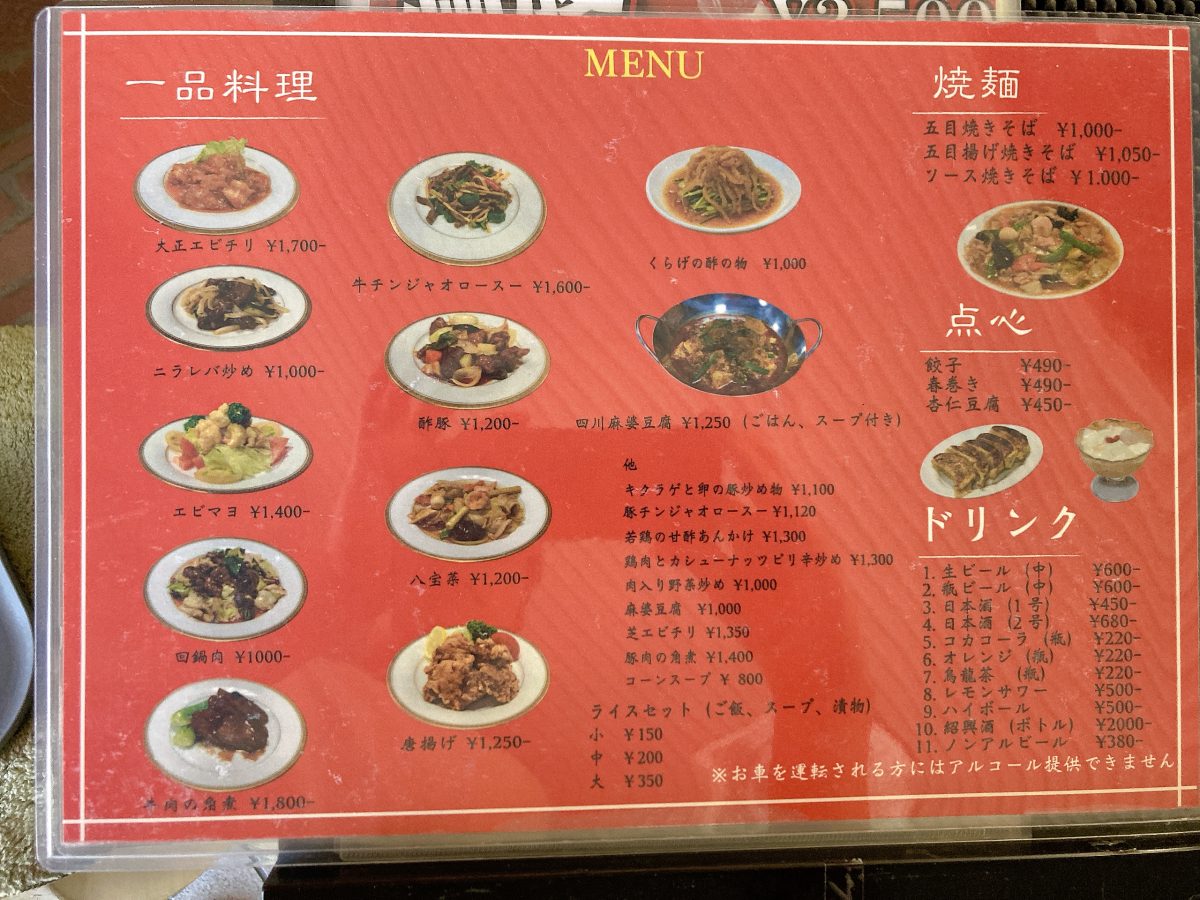 ¥3,500
MENU
一品料理
大正エビチリ ¥1,700-
ニラレバ炒め ¥1,000-
エビマヨ ¥1,400-
回鍋肉 ¥1000-
牛肉の角煮 ¥1,800-
牛チンジャオロースー ¥1,600-
酢豚 ¥1,200-
八宝菜 ¥1,200-
唐揚げ ¥1,250-
くらげの酢の物 ¥1,000
四川麻婆豆腐 ¥1,250 (ごはん、スープ付き)
他
キクラゲと卵の豚炒め物 ¥1,100
豚チンジャオロースー ¥1,120
若鶏の甘酢あんかけ ¥1,300
鶏肉とカシューナッツピリ辛炒め ¥1,300
肉入り野菜炒め ¥1,000
麻婆豆腐 ¥1,000
芝エビチリ ¥1,350
豚肉の角煮 ¥1,400
コーンスープ ¥ 800
ライスセット (ご飯、スープ、漬物)
小 ¥150
中 ¥200
大 ¥350
焼麺
五目焼きそば ¥1,000-
五目揚げ焼きそば ¥1,050-
ソース焼きそば ¥1.000-
点心
餃子 ¥490-
春巻き ¥490-
杏仁豆腐 ¥450-
ドリンク
1. 生ビール (中) ¥600-
2. 瓶ビール (中) ¥600-
3. 日本酒 (1号) ¥450-
4. 日本酒 (2号) ¥680-
5. コカコーラ (瓶) ¥220-
6. オレンジ (瓶) ¥220-
7. 烏龍茶 (瓶) ¥220-
8. レモンサワー ¥500-
9. ハイボール ¥500-
10. 紹興酒 (ボトル) ¥2000-
11. ノンアルビール ¥380-
※お車を運転される方にはアルコール提供できません